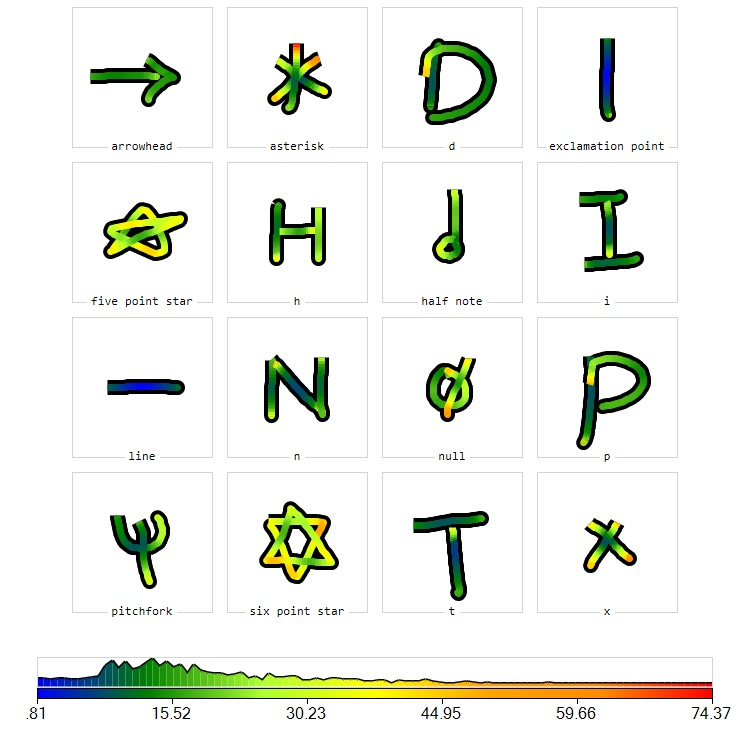 arrowhead asterisk d exclamation point
five point star h half note i
line n null p
pitchfork six point star t x
.81 15.52 30.23 44.95 59.66 74.37